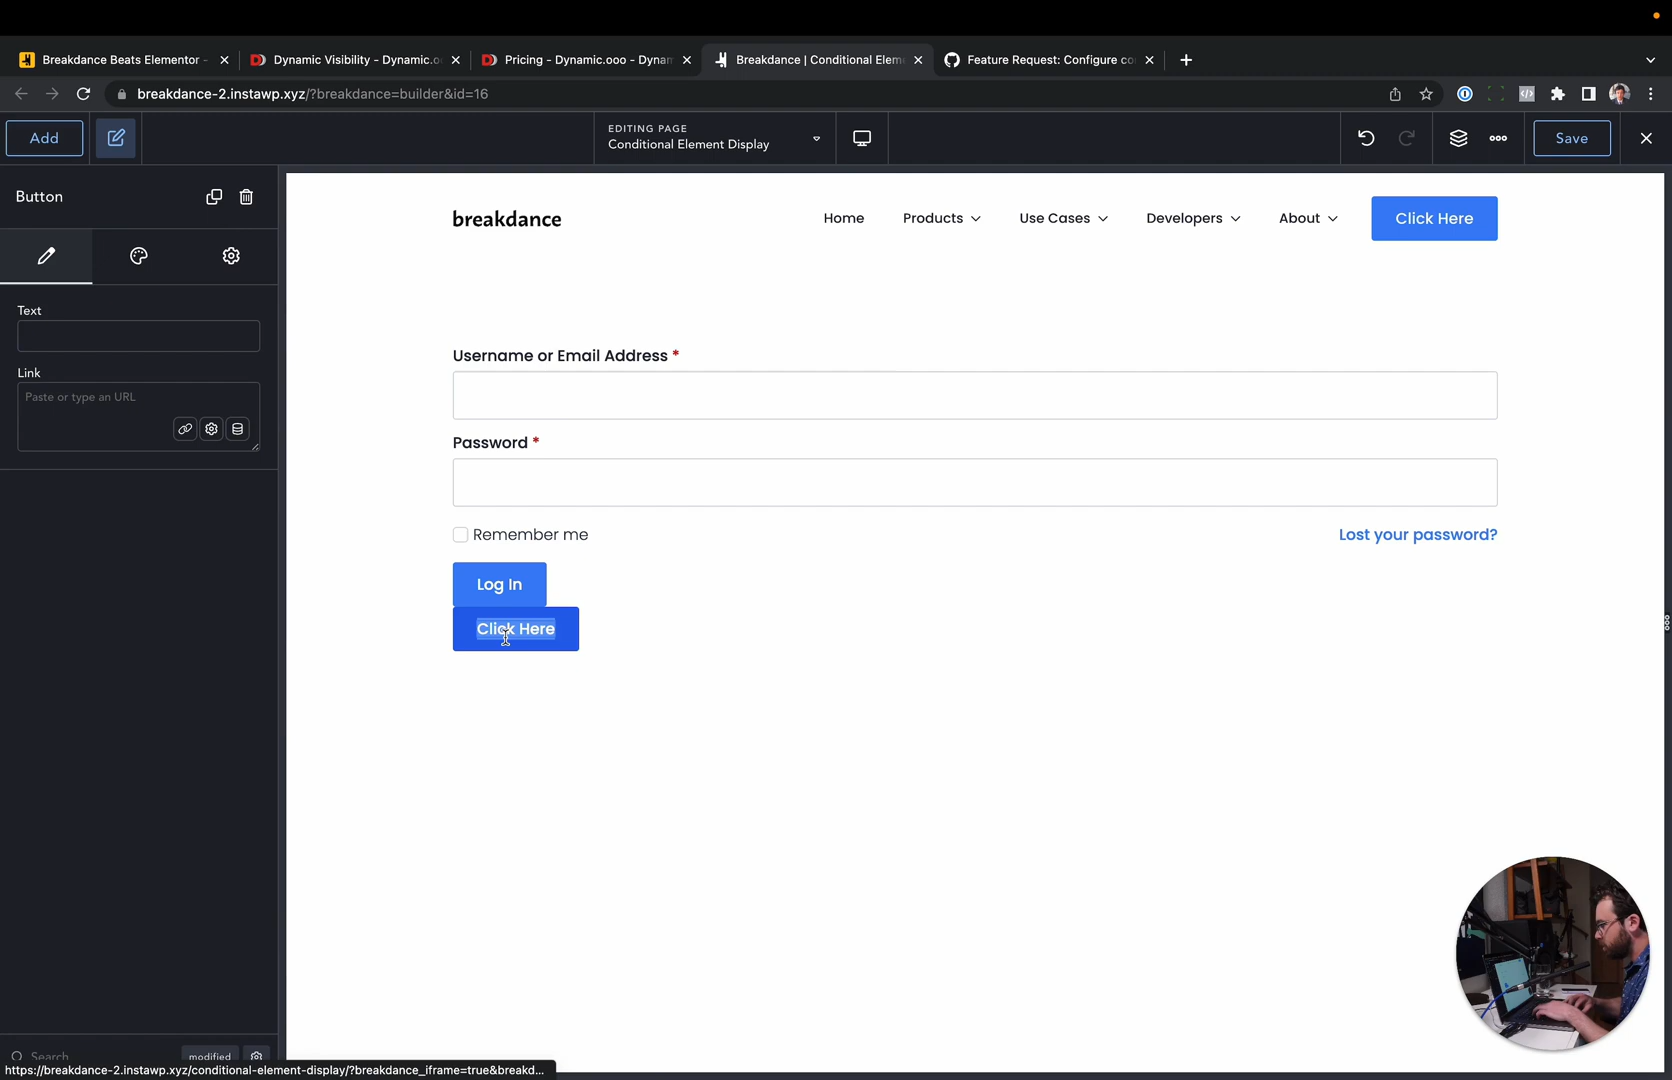 Breakdance Beats Elementor -
Dynamic Visibility - Dynamic.o
Pricing - Dynamic.ooo - Dynam
Breakdance | Conditional Elem
Feature Request: Configure co
breakdance-2.instawp.xyz/?breakdance=builder&id=16
Add
EDITING PAGE
Conditional Element Display
Save
Button
Text
Link
Paste or type an URL
breakdance
Home
Products
Use Cases
Developers
About
Click Here
Username or Email Address *
Password *
Remember me
Lost your password?
Log In
Click Here
Search
modified
https://breakdance-2.instawp.xyz/conditional-element-display/?breakdance_iframe=true&breakd...